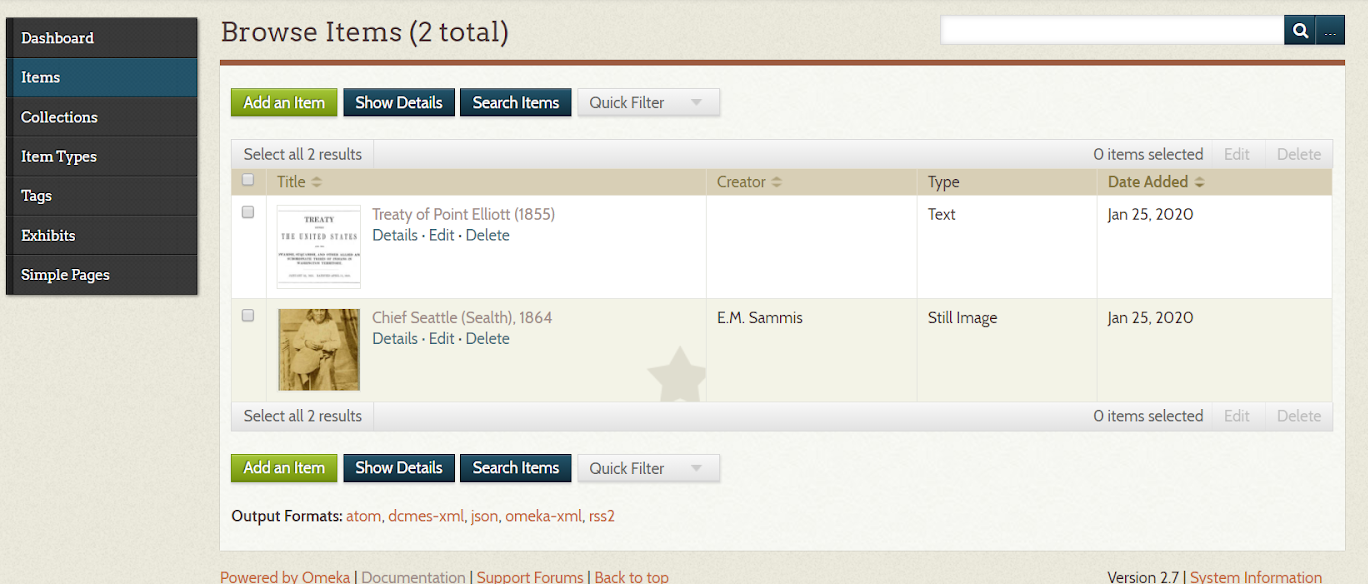 Dashboard
Items
Collections
Item Types
Tags
Exhibits
Simple Pages
Browse Items (2 total)
...
Add an Item Show Details Search Items Quick Filter
Select all 2 results 0 items selected Edit Delete
Title Creator Type Date Added
TREATY
THE UNITED STATES
WASHINGTON TERRITORY
Treaty of Point Elliott (1855) Text Jan 25, 2020
Details · Edit · Delete
Chief Seattle (Sealth), 1864 E.M. Sammis Still Image Jan 25, 2020
Details · Edit · Delete
Select all 2 results 0 items selected Edit Delete
Add an Item Show Details Search Items Quick Filter
Output Formats: atom, dcmes-xml, json, omeka-xml, rss2
Powered by Omeka | Documentation | Support Forums | Back to top Version 2.7 | System Information